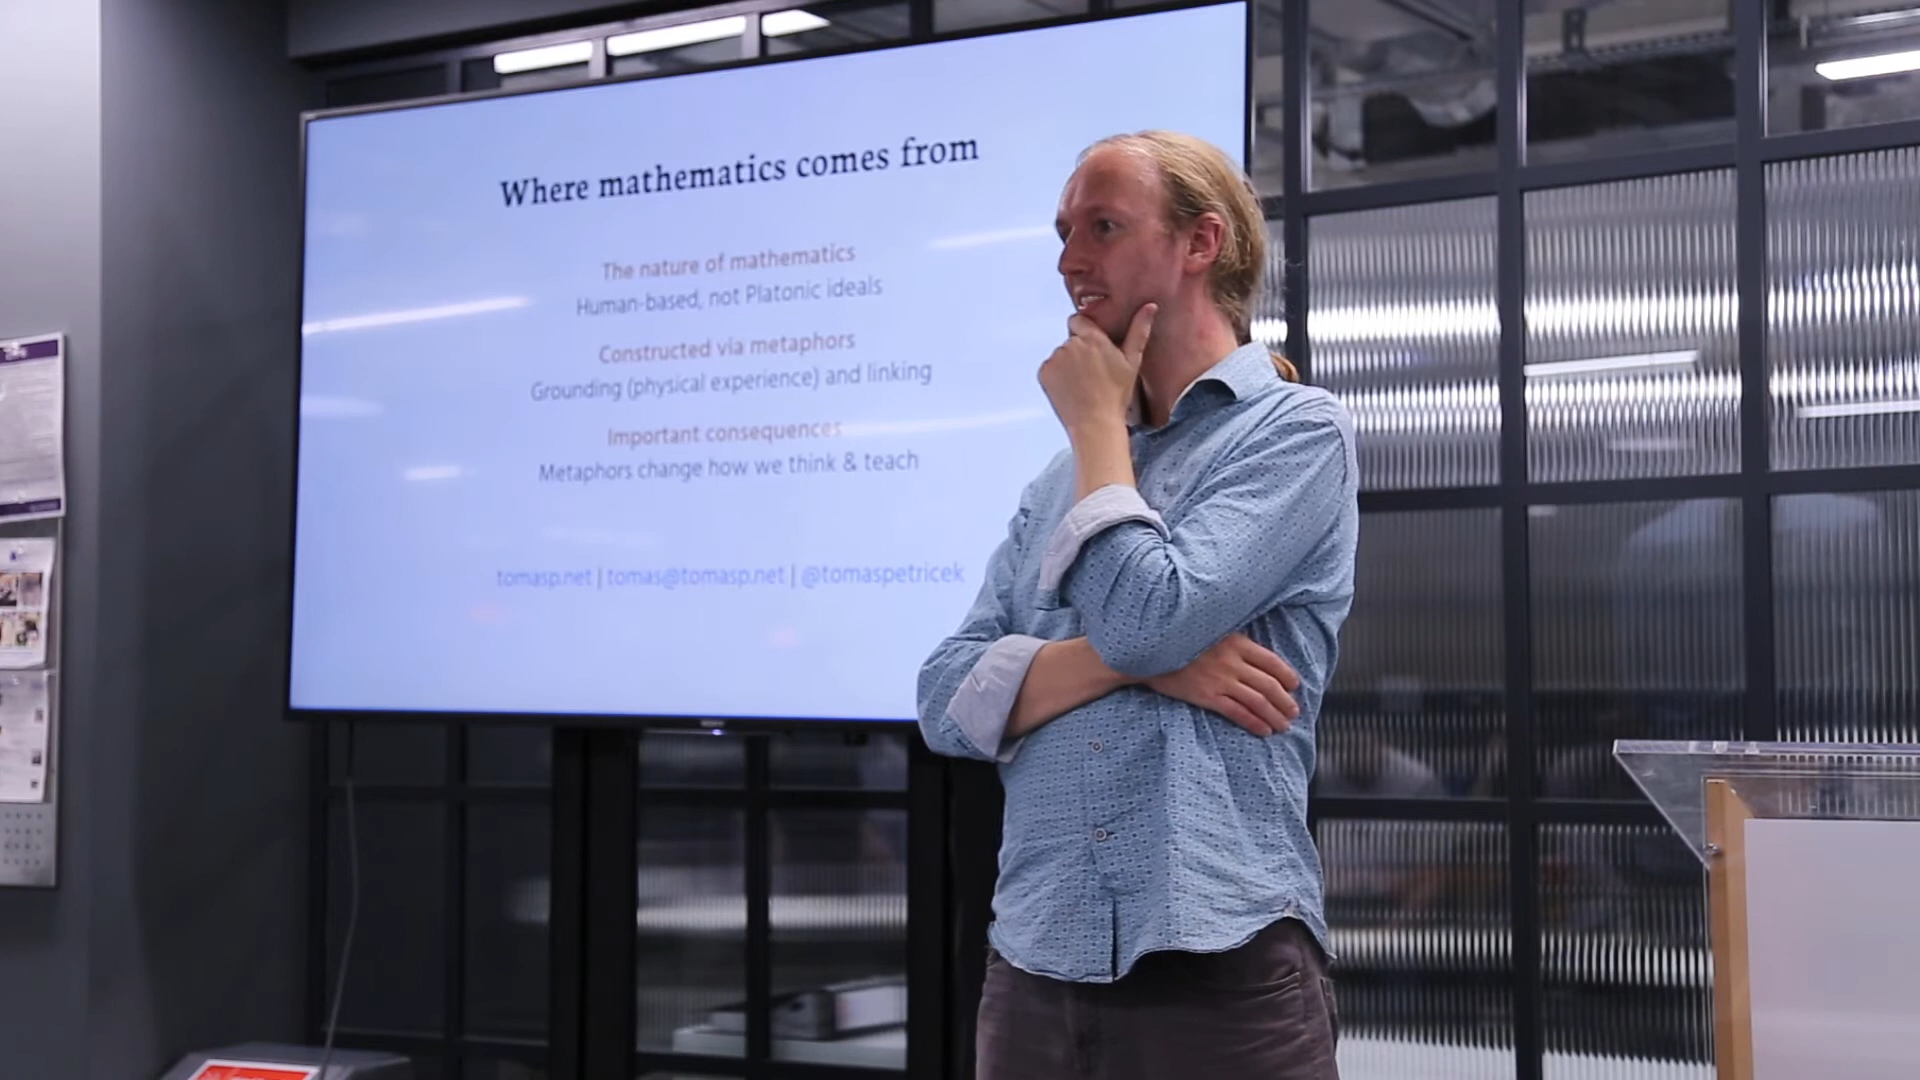 Where mathematics comes from
The nature of mathematics
Human-based, not Platonic ideals
Constructed via metaphors
Grounding (physical experience) and linking
Important consequences
Metaphors change how we think & teach
tomasp.net | tomas@tomasp.net | @tomaspetricek
SONY